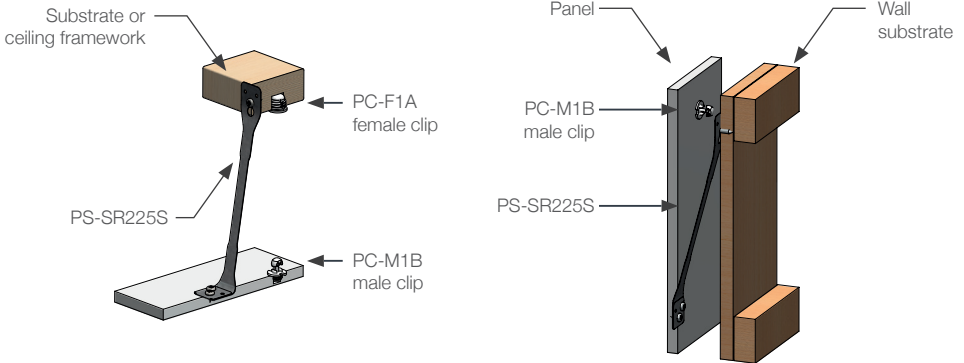 Substrate or
ceiling framework
PC-F1A
female clip
PS-SR225S
PC-M1B
male clip
Panel
Wall
substrate
PC-M1B
male clip
PS-SR225S